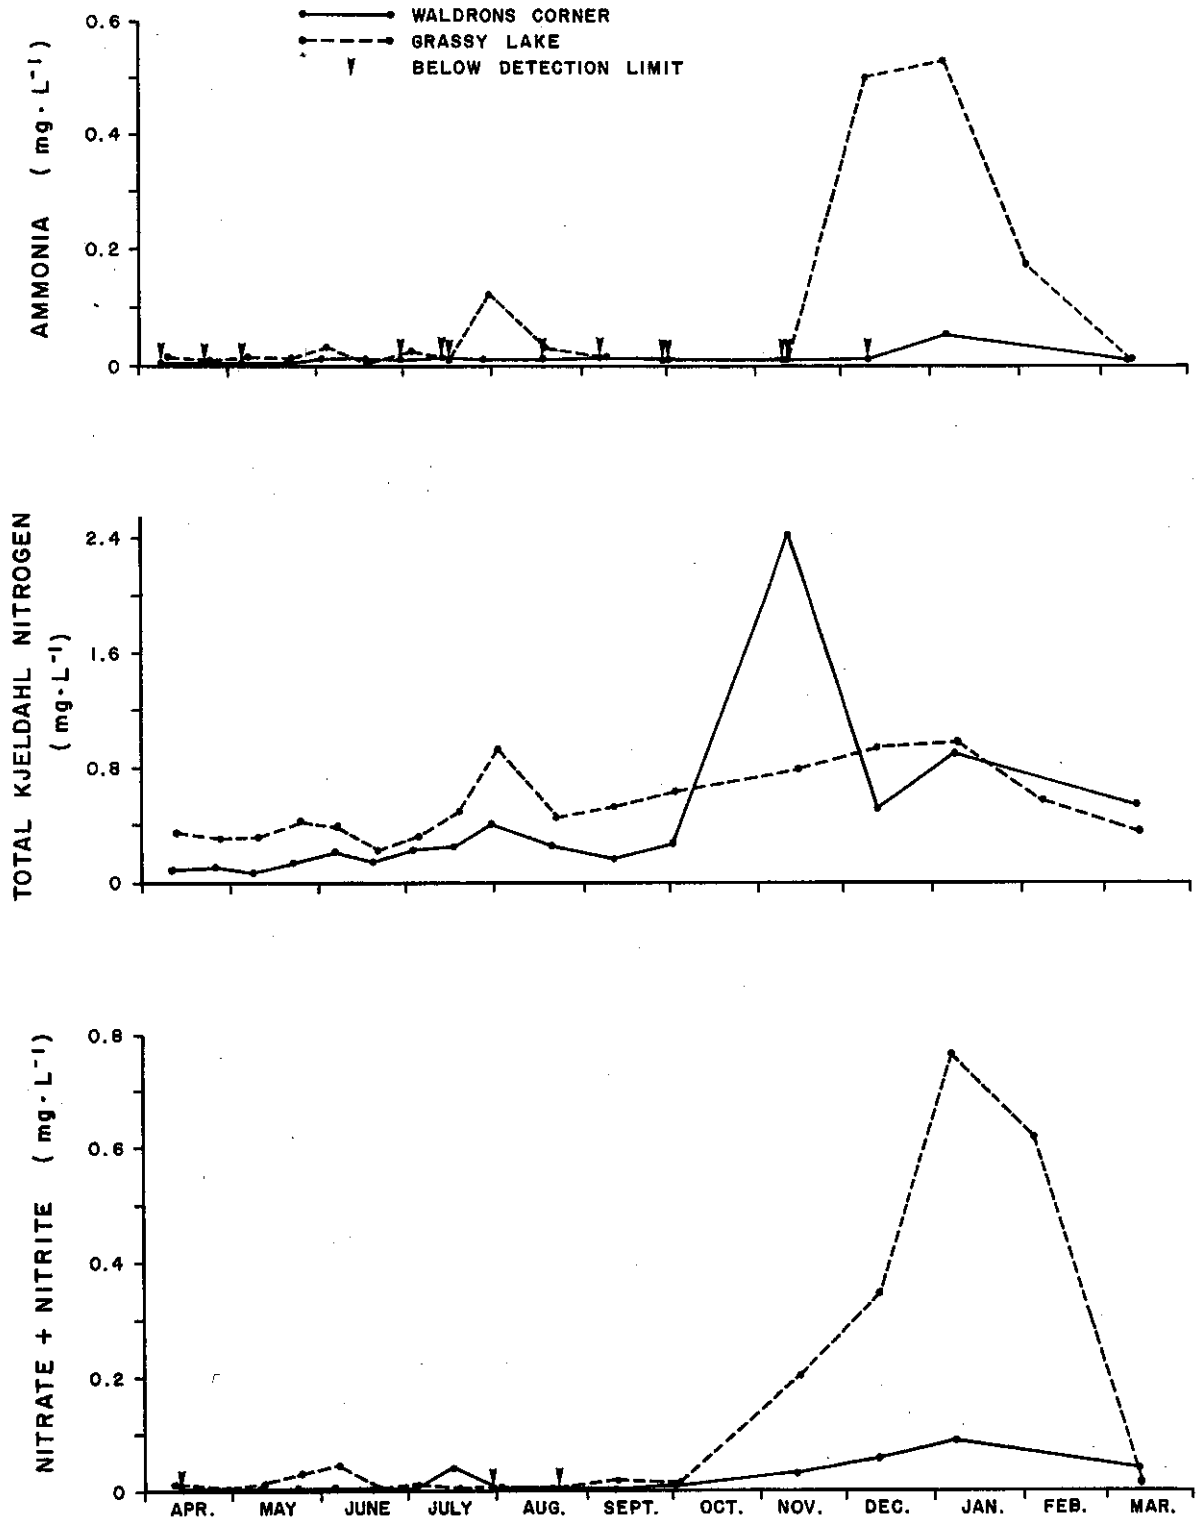 WALDRONS CORNER
GRASSY LAKE
BELOW DETECTION LIMIT
AMMONIA (mg·L⁻¹)
0.6
0.4
0.2
0
TOTAL KJELDAHL NITROGEN
(mg·L⁻¹)
2.4
1.6
0.8
0
NITRATE + NITRITE (mg·L⁻¹)
0.8
0.6
0.4
0.2
0
APR. MAY JUNE JULY AUG. SEPT. OCT. NOV. DEC. JAN. FEB. MAR.